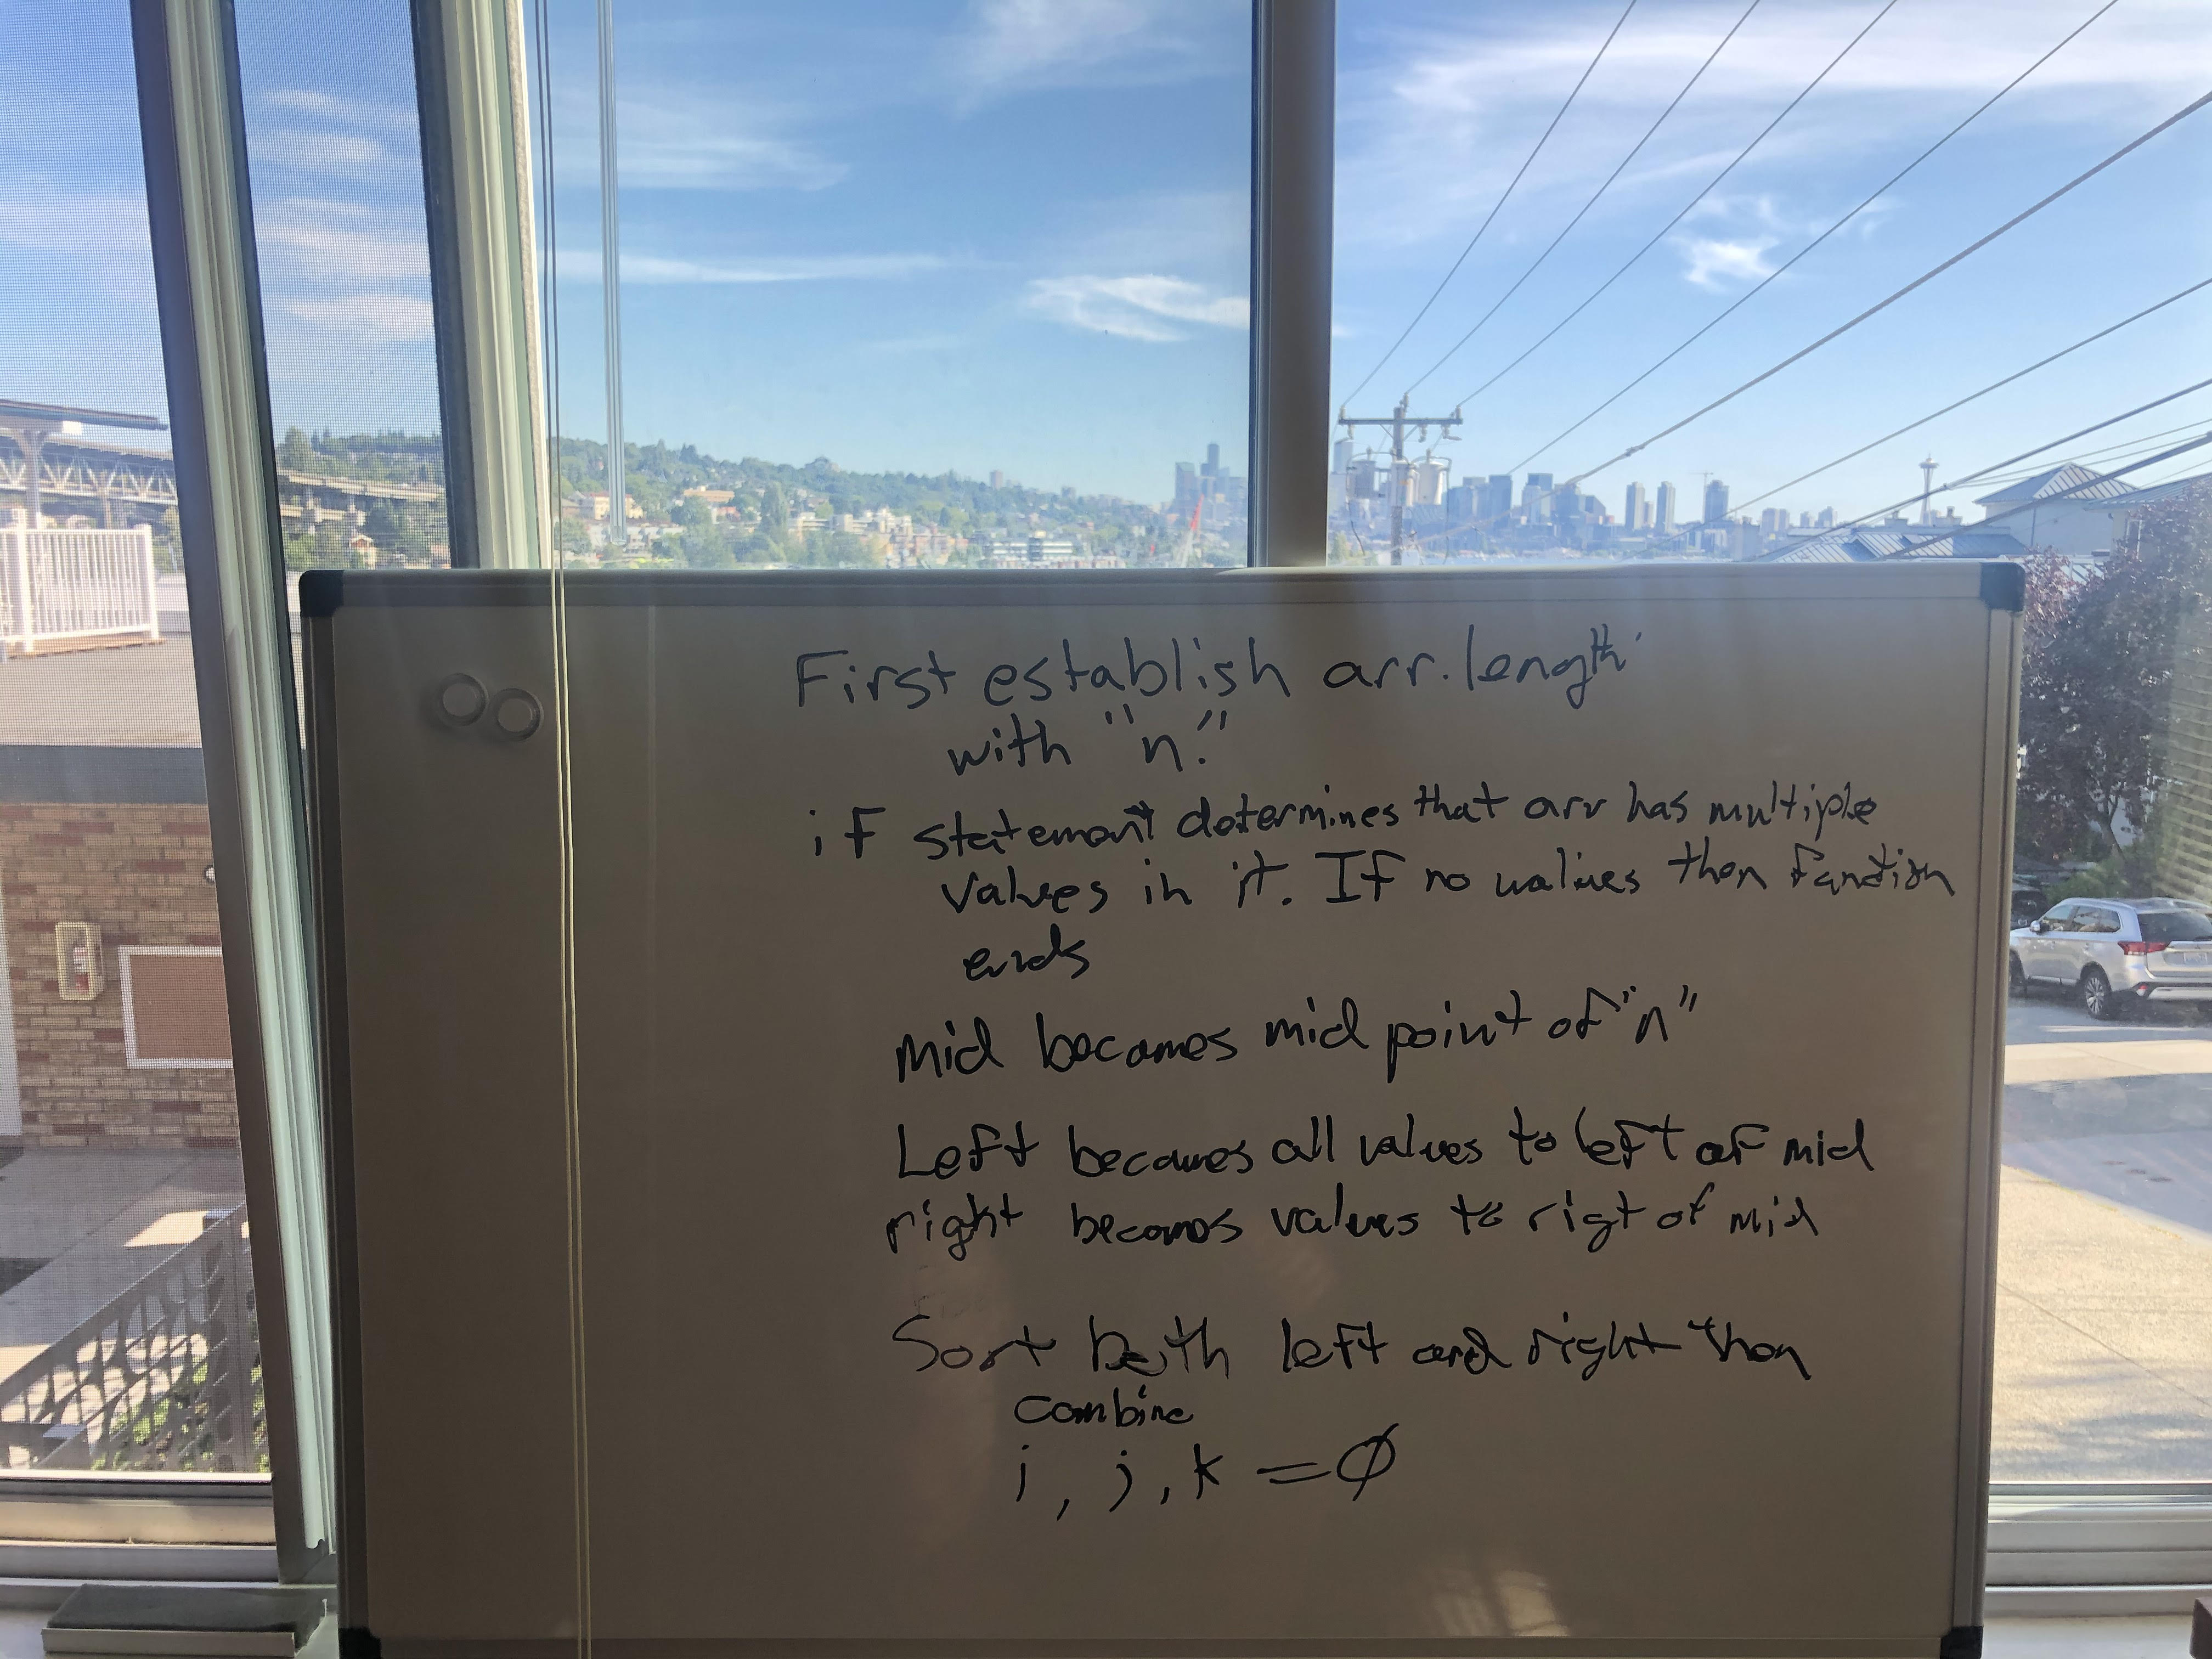 First establish arr.length
with "n."
if statement determines that arr has multiple
values in it. If no values then function
ends
mid becomes mid point of "n"
Left becomes all values to left of mid
right becomes values to rigt of mid
Sort both left and right then
combine
i, j, k = Ø